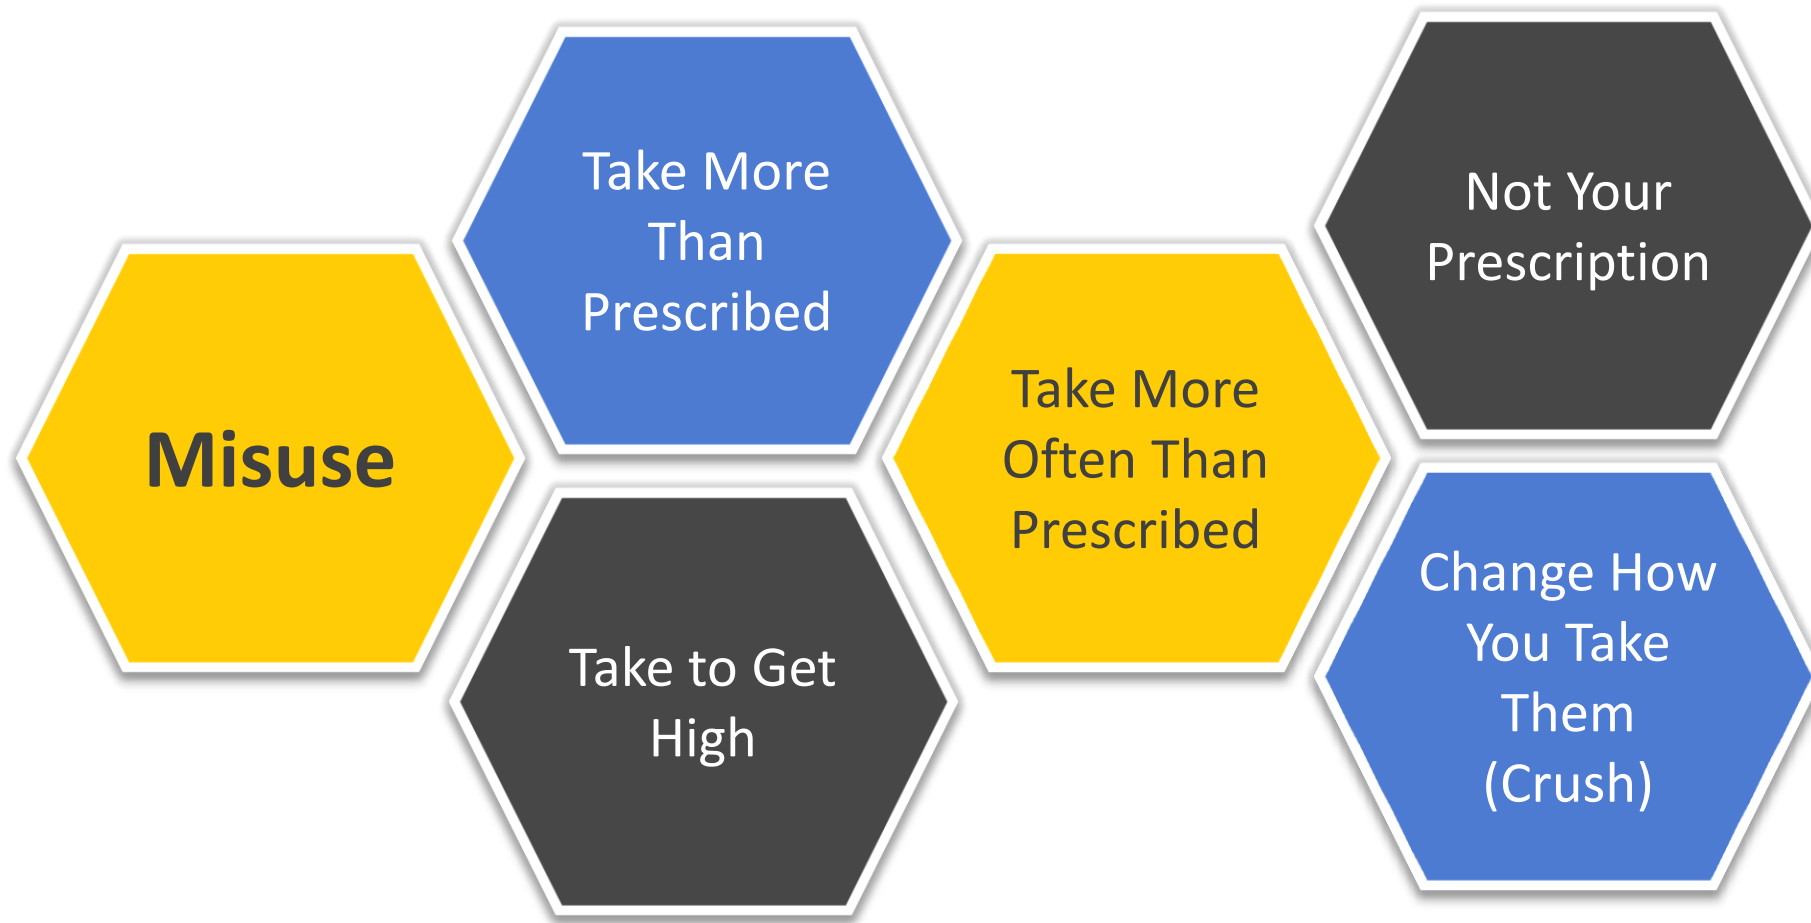 Misuse
Take More
Than
Prescribed
Take to Get
High
Take More
Often Than
Prescribed
Not Your
Prescription
Change How
You Take
Them
(Crush)